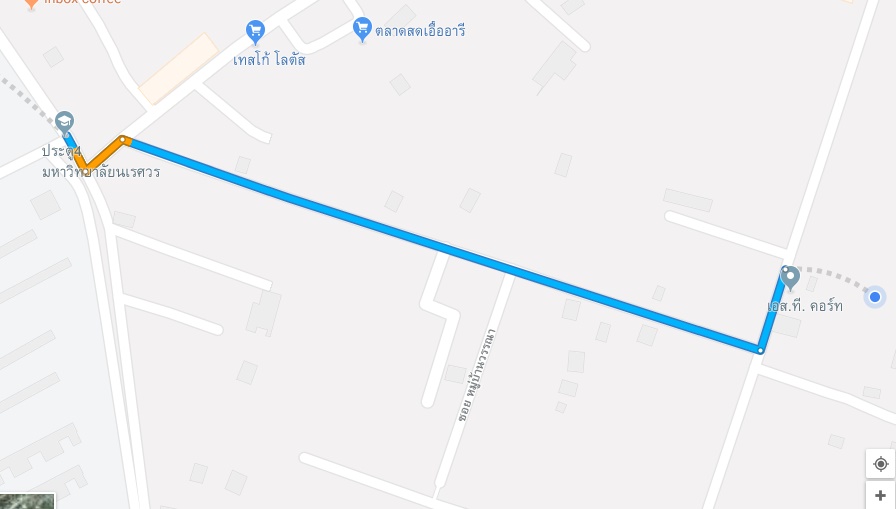 inbox coffee
ตลาดสดเอื้ออารี
เทสโก้ โลตัส
ประตู4
มหาวิทยาลัยนเรศวร
เอส.ที. คอร์ท
ซอย หมู่บ้านวรรณา